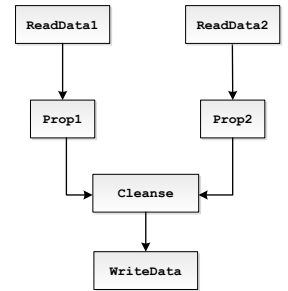 ReadData1
ReadData2
Prop1
Prop2
Cleanse
WriteData